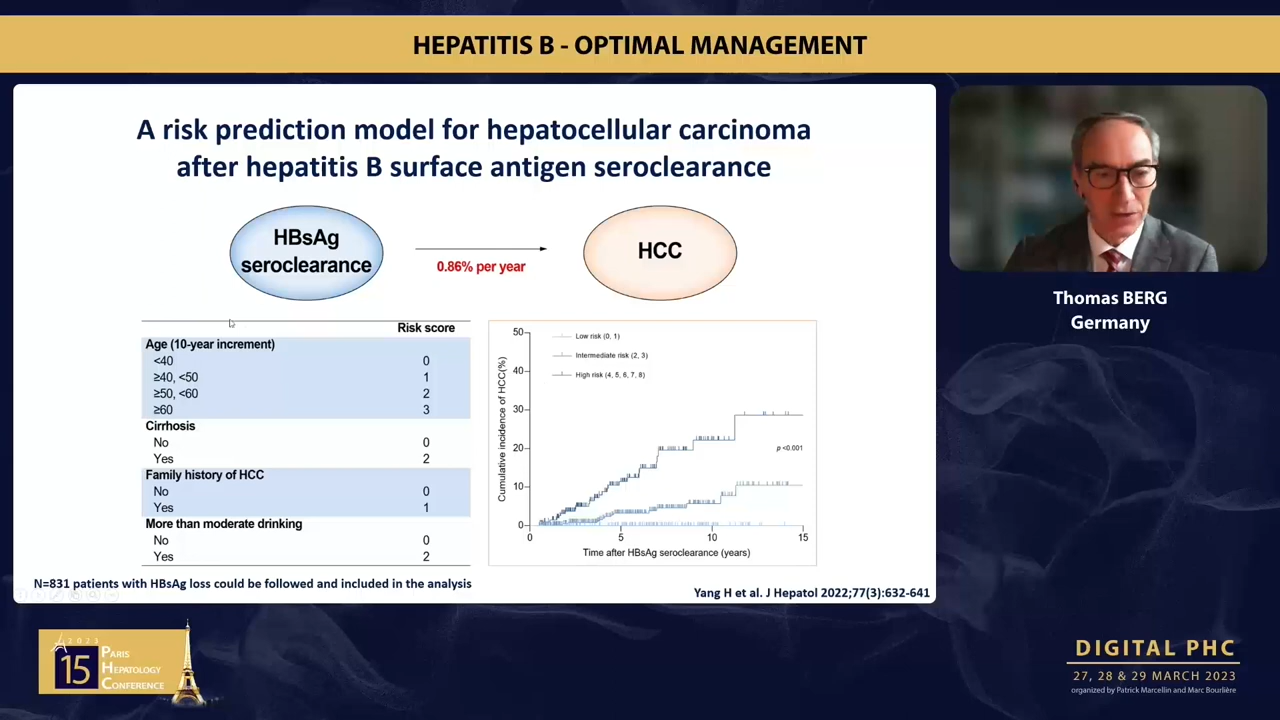 HEPATITIS B - OPTIMAL MANAGEMENT
A risk prediction model for hepatocellular carcinoma
after hepatitis B surface antigen seroclearance
HBsAg
seroclearance
0.86% per year
HCC
Risk score
Age (10-year increment)
<40 0
≥40, <50 1
≥50, <60 2
≥60 3
Cirrhosis
No 0
Yes 2
Family history of HCC
No 0
Yes 1
More than moderate drinking
No 0
Yes 2
Cumulative incidence of HCC(%)
50
40
30
20
10
0
Low risk (0, 1)
Intermediate risk (2, 3)
High risk (4, 5, 6, 7, 8)
p <0.001
0 5 10 15
Time after HBsAg seroclearance (years)
N=831 patients with HBsAg loss could be followed and included in the analysis
Yang H et al. J Hepatol 2022;77(3):632-641
Thomas BERG
Germany
2023
15
PARIS
HEPATOLOGY
CONFERENCE
DIGITAL PHC
27, 28 & 29 MARCH 2023
organized by Patrick Marcellin and Marc Bourlière